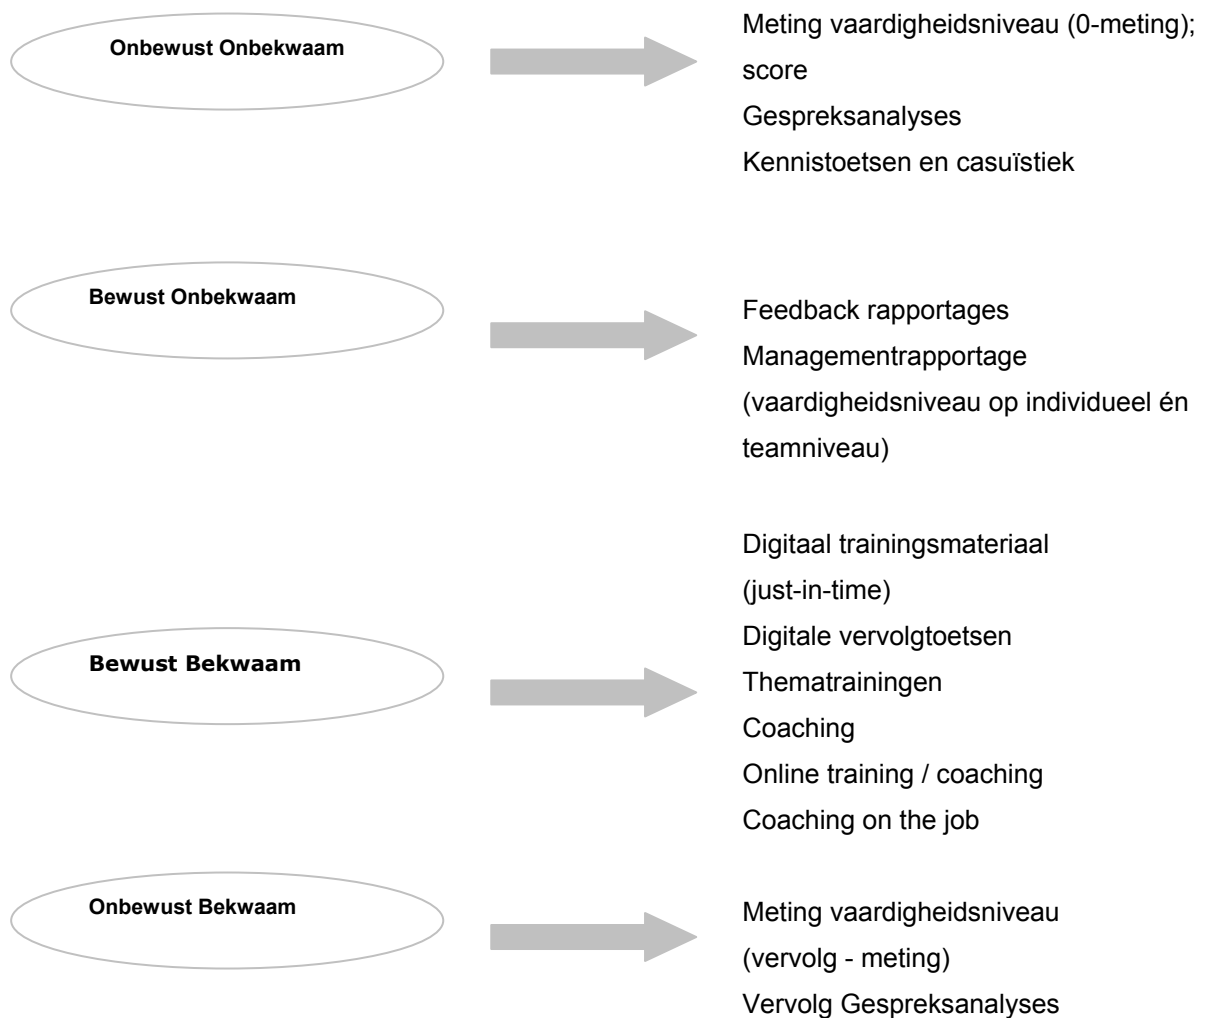 Onbewust Onbekwaam
Meting vaardigheidsniveau (0-meting);
score
Gespreksanalyses
Kennistoetsen en casuïstiek
Bewust Onbekwaam
Feedback rapportages
Managementrapportage
(vaardigheidsniveau op individueel én
teamniveau)
Bewust Bekwaam
Digitaal trainingsmateriaal
(just-in-time)
Digitale vervolgtoetsen
Thematrainingen
Coaching
Online training / coaching
Coaching on the job
Onbewust Bekwaam
Meting vaardigheidsniveau
(vervolg - meting)
Vervolg Gespreksanalyses